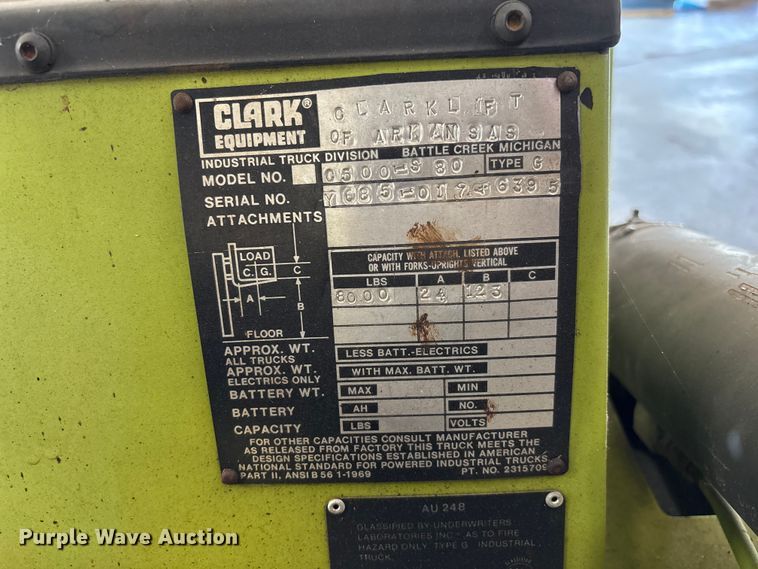 CLARK®
EQUIPMENT
CLARKLIFT
OF ARKANSAS
INDUSTRIAL TRUCK DIVISION BATTLE CREEK MICHIGAN
MODEL NO. C500 S 80 TYPE G
SERIAL NO.
ATTACHMENTS
LOAD
C. G.
C
A
B
FLOOR
CAPACITY WITH ATTACH. LISTED ABOVE
OR WITH FORKS-UPRIGHTS VERTICAL
LBS A B C
8000 24 123
APPROX. WT.
ALL TRUCKS
LESS BATT.-ELECTRICS
APPROX. WT.
ELECTRICS ONLY
WITH MAX. BATT. WT.
BATTERY WT. MAX MIN
BATTERY AH NO.
CAPACITY LBS VOLTS
FOR OTHER CAPACITIES CONSULT MANUFACTURER
AS RELEASED FROM FACTORY THIS TRUCK MEETS THE
DESIGN SPECIFICATIONS ESTABLISHED IN AMERICAN
NATIONAL STANDARD FOR POWERED INDUSTRIAL TRUCKS
PART II, ANSI B 56 1-1969 PT. NO. 2315709
AU 248
CLASSIFIED BY UNDERWRITERS
LABORATORIES INC. AS TO FIRE
HAZARD ONLY TYPE G INDUSTRIAL
TRUCK.
Purple Wave Auction